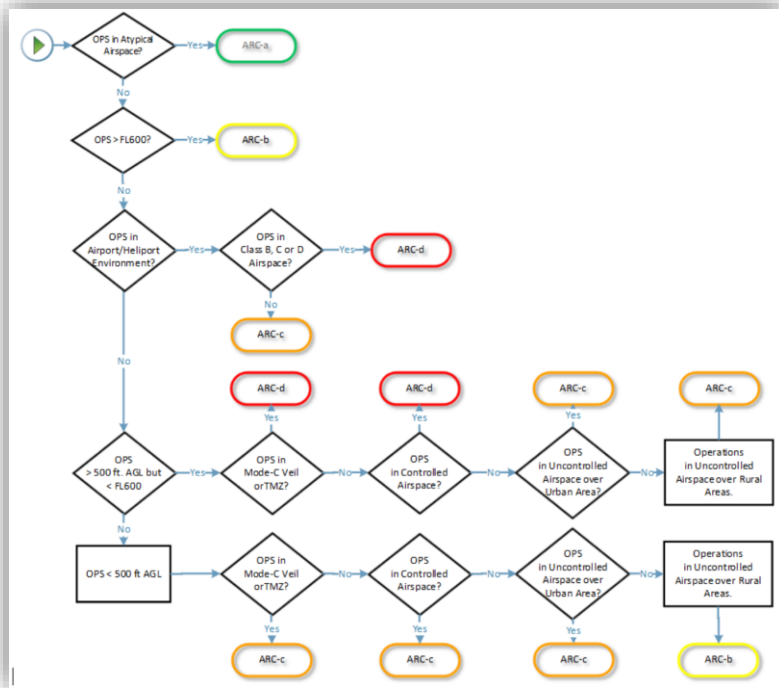 OPS in Atypical
Airspace?
Yes
ARC-a
No
OPS > FL600?
Yes
ARC-b
No
OPS in
Airport/Heliport
Environment?
Yes
OPS in
Class B, C or D
Airspace?
Yes
ARC-d
No
ARC-c
No
ARC-d
ARC-d
ARC-c
ARC-c
Yes
Yes
Yes
OPS
> 500 ft. AGL but
< FL600
Yes
OPS in
Mode-C Veil
orTMZ?
No
OPS
in Controlled
Airspace?
No
OPS
in Uncontrolled
Airspace over
Urban Area?
No
Operations
in Uncontrolled
Airspace over Rural
Areas.
No
OPS < 500 ft AGL
OPS in
Mode-C Veil
orTMZ?
No
OPS
in Controlled
Airspace?
No
OPS
in Uncontrolled
Airspace over
Urban Area?
No
Operations
in Uncontrolled
Airspace over Rural
Areas.
Yes
Yes
Yes
ARC-c
ARC-c
ARC-c
ARC-b